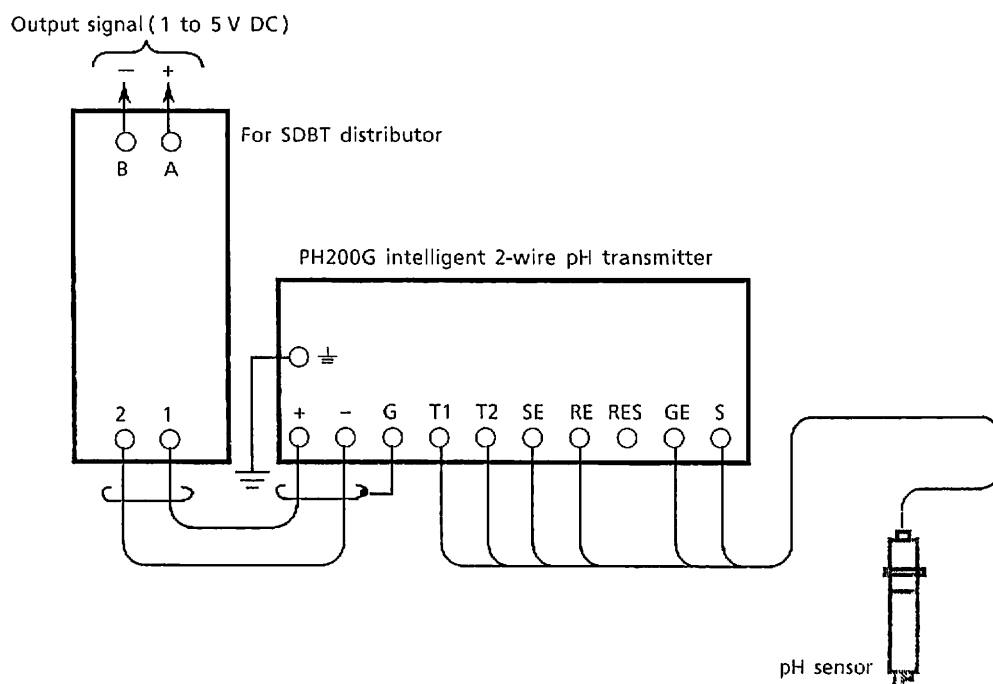 Output signal (1 to 5 V DC)
− +
B A
For SDBT distributor
PH200G intelligent 2-wire pH transmitter
2 1
+ − G T1 T2 SE RE RES GE S
pH sensor